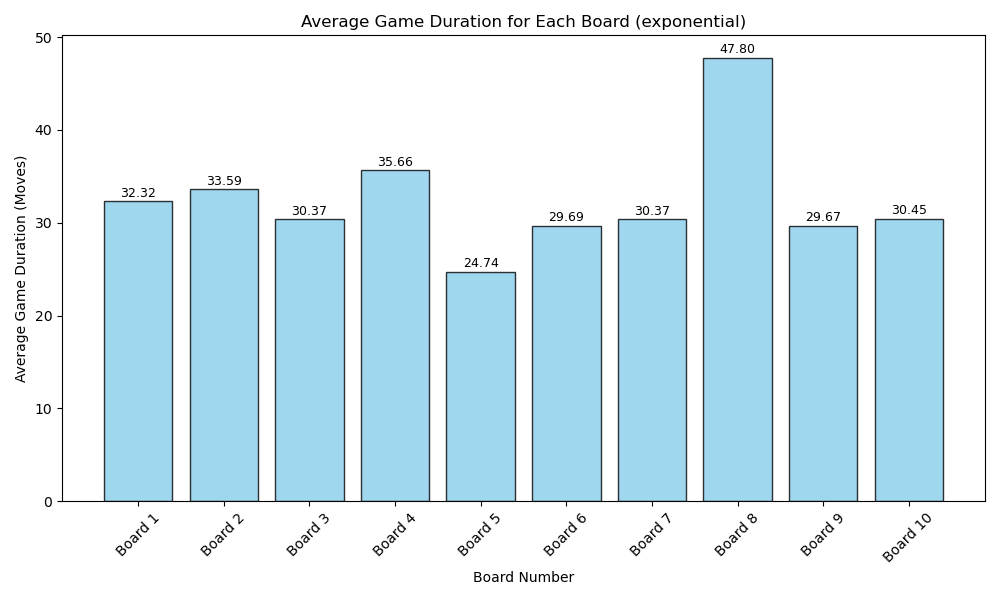 Average Game Duration for Each Board (exponential)
Average Game Duration (Moves)
50
40
30
20
10
0
32.32
33.59
30.37
35.66
24.74
29.69
30.37
47.80
29.67
30.45
Board 1
Board 2
Board 3
Board 4
Board 5
Board 6
Board 7
Board 8
Board 9
Board 10
Board Number